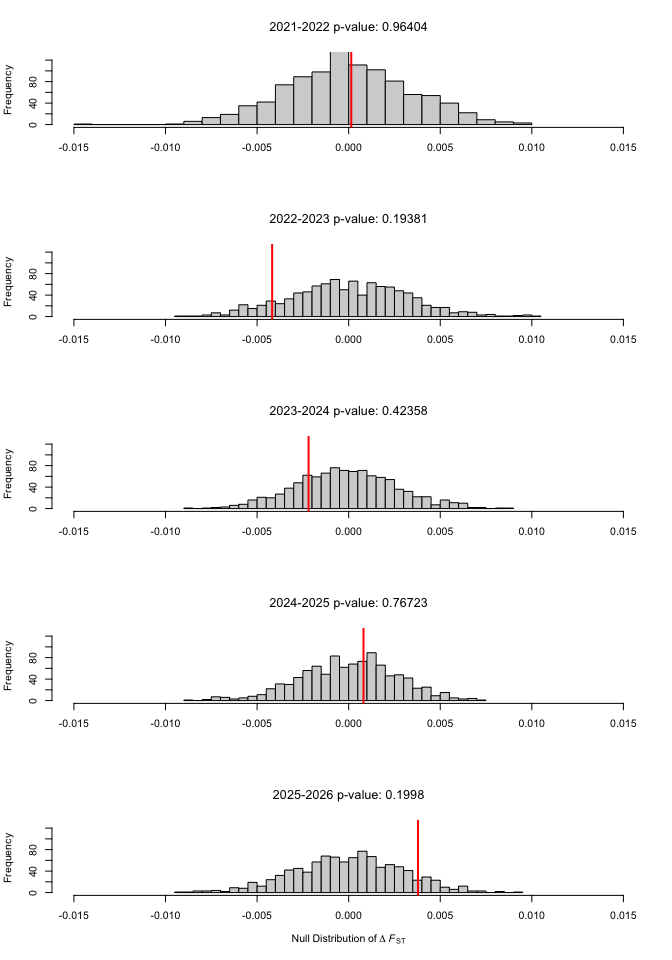 2021-2022 p-value: 0.96404
Frequency
0 40 80
-0.015 -0.010 -0.005 0.000 0.005 0.010 0.015
2022-2023 p-value: 0.19381
Frequency
0 40 80
-0.015 -0.010 -0.005 0.000 0.005 0.010 0.015
2023-2024 p-value: 0.42358
Frequency
0 40 80
-0.015 -0.010 -0.005 0.000 0.005 0.010 0.015
2024-2025 p-value: 0.76723
Frequency
0 40 80
-0.015 -0.010 -0.005 0.000 0.005 0.010 0.015
2025-2026 p-value: 0.1998
Frequency
0 40 80
-0.015 -0.010 -0.005 0.000 0.005 0.010 0.015
Null Distribution of Δ FST